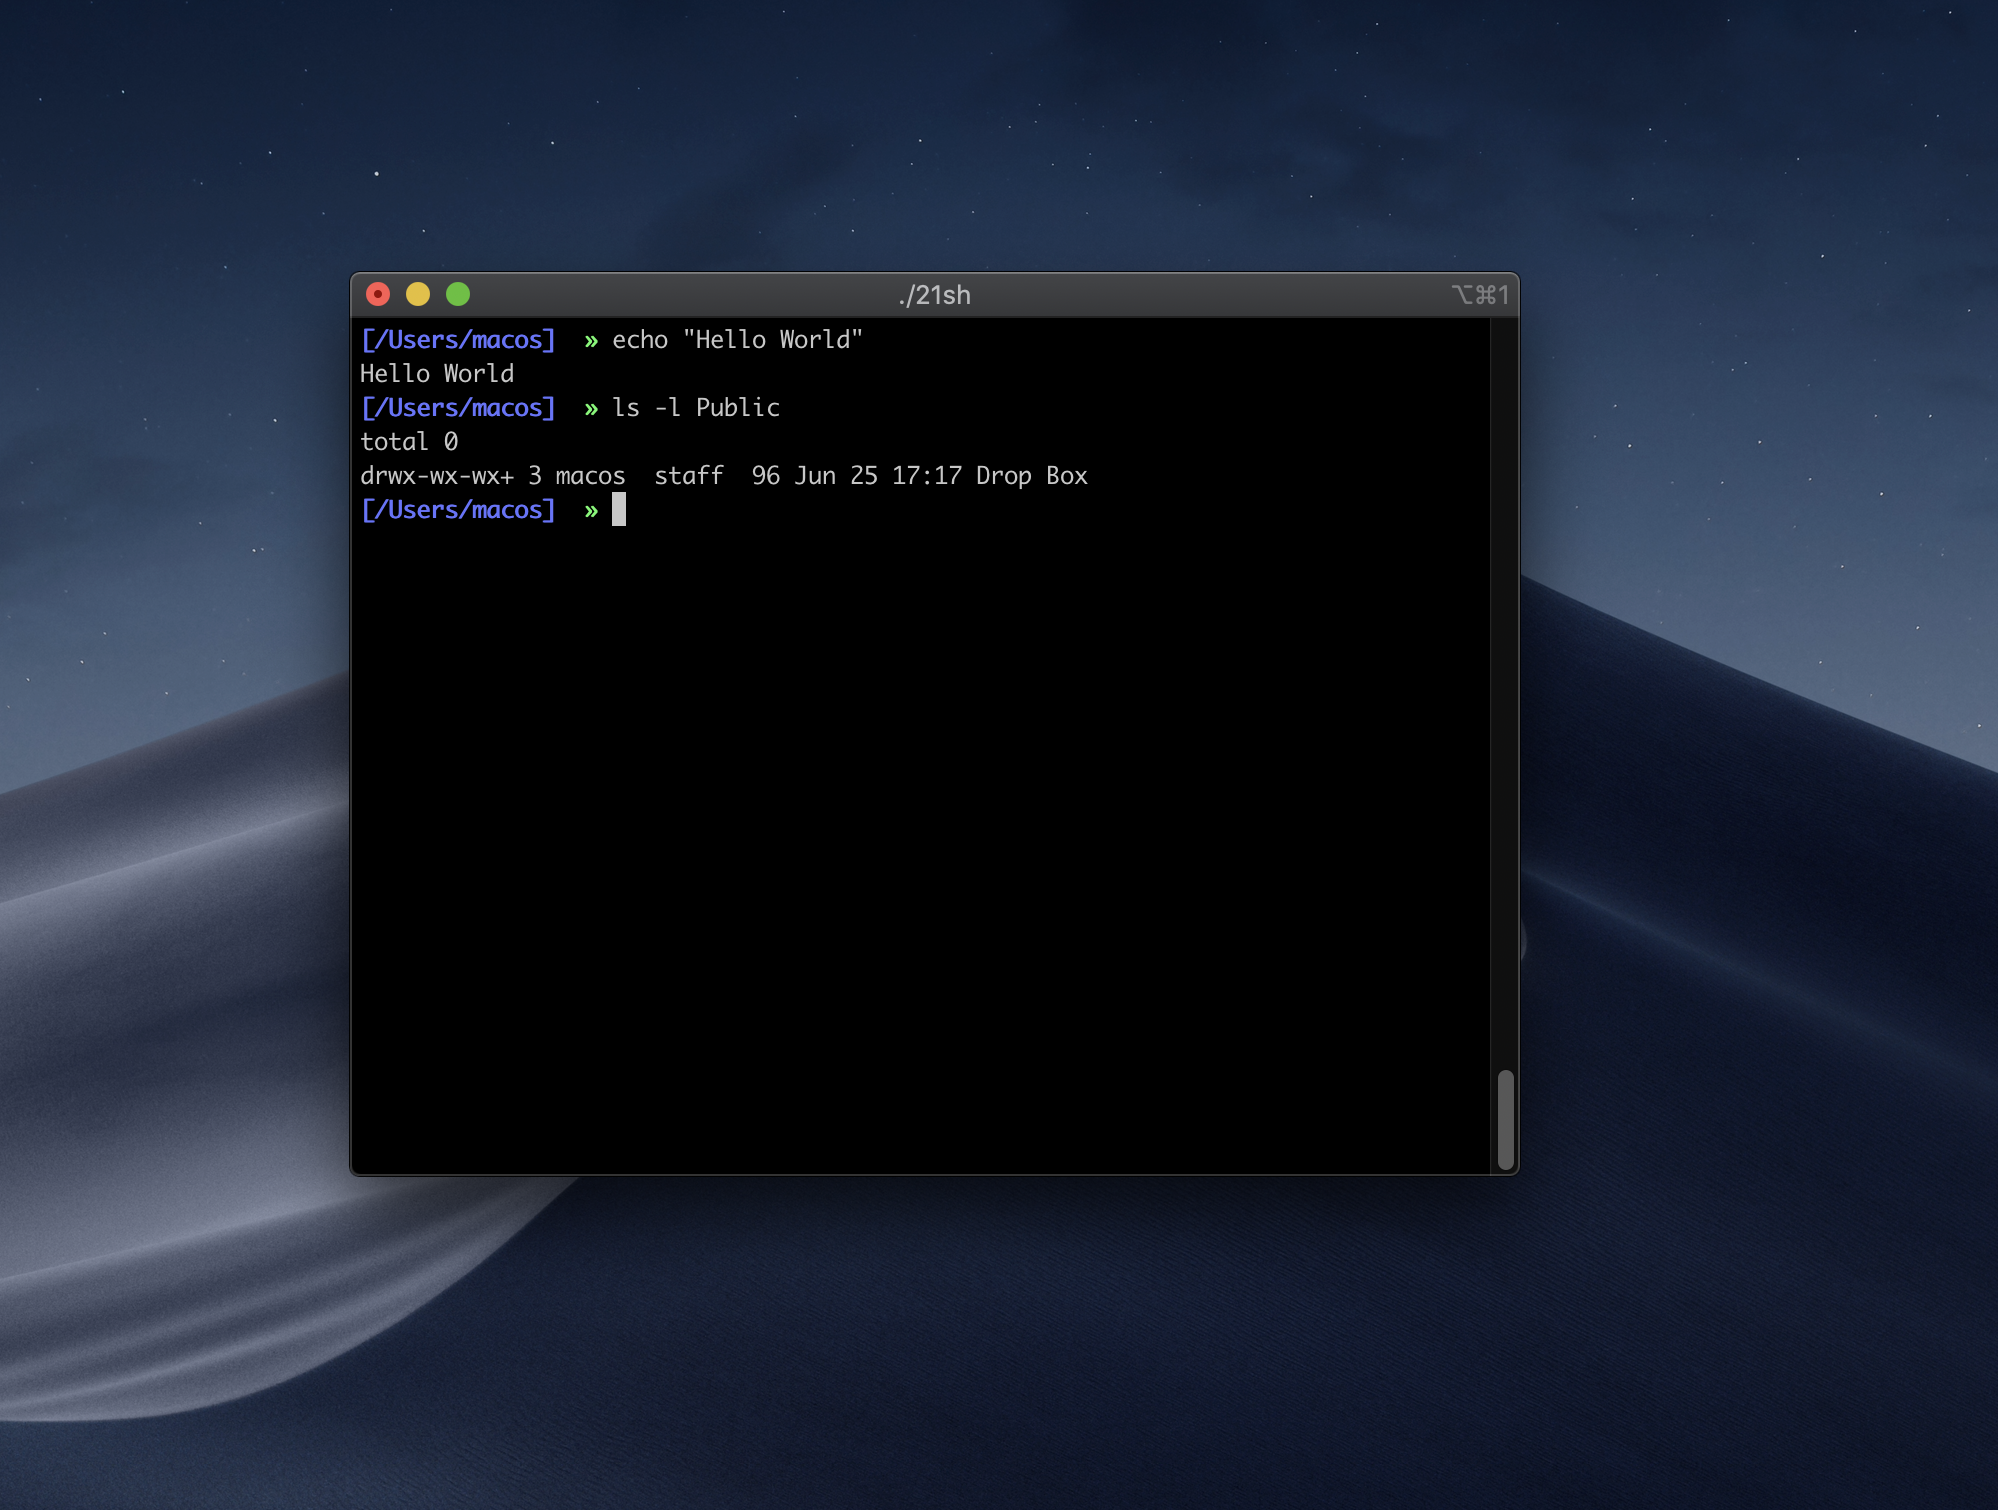 ./21sh ⌥⌘1
[/Users/macos]  » echo "Hello World"
Hello World
[/Users/macos]  » ls -l Public
total 0
drwx-wx-wx+ 3 macos  staff  96 Jun 25 17:17 Drop Box
[/Users/macos]  »